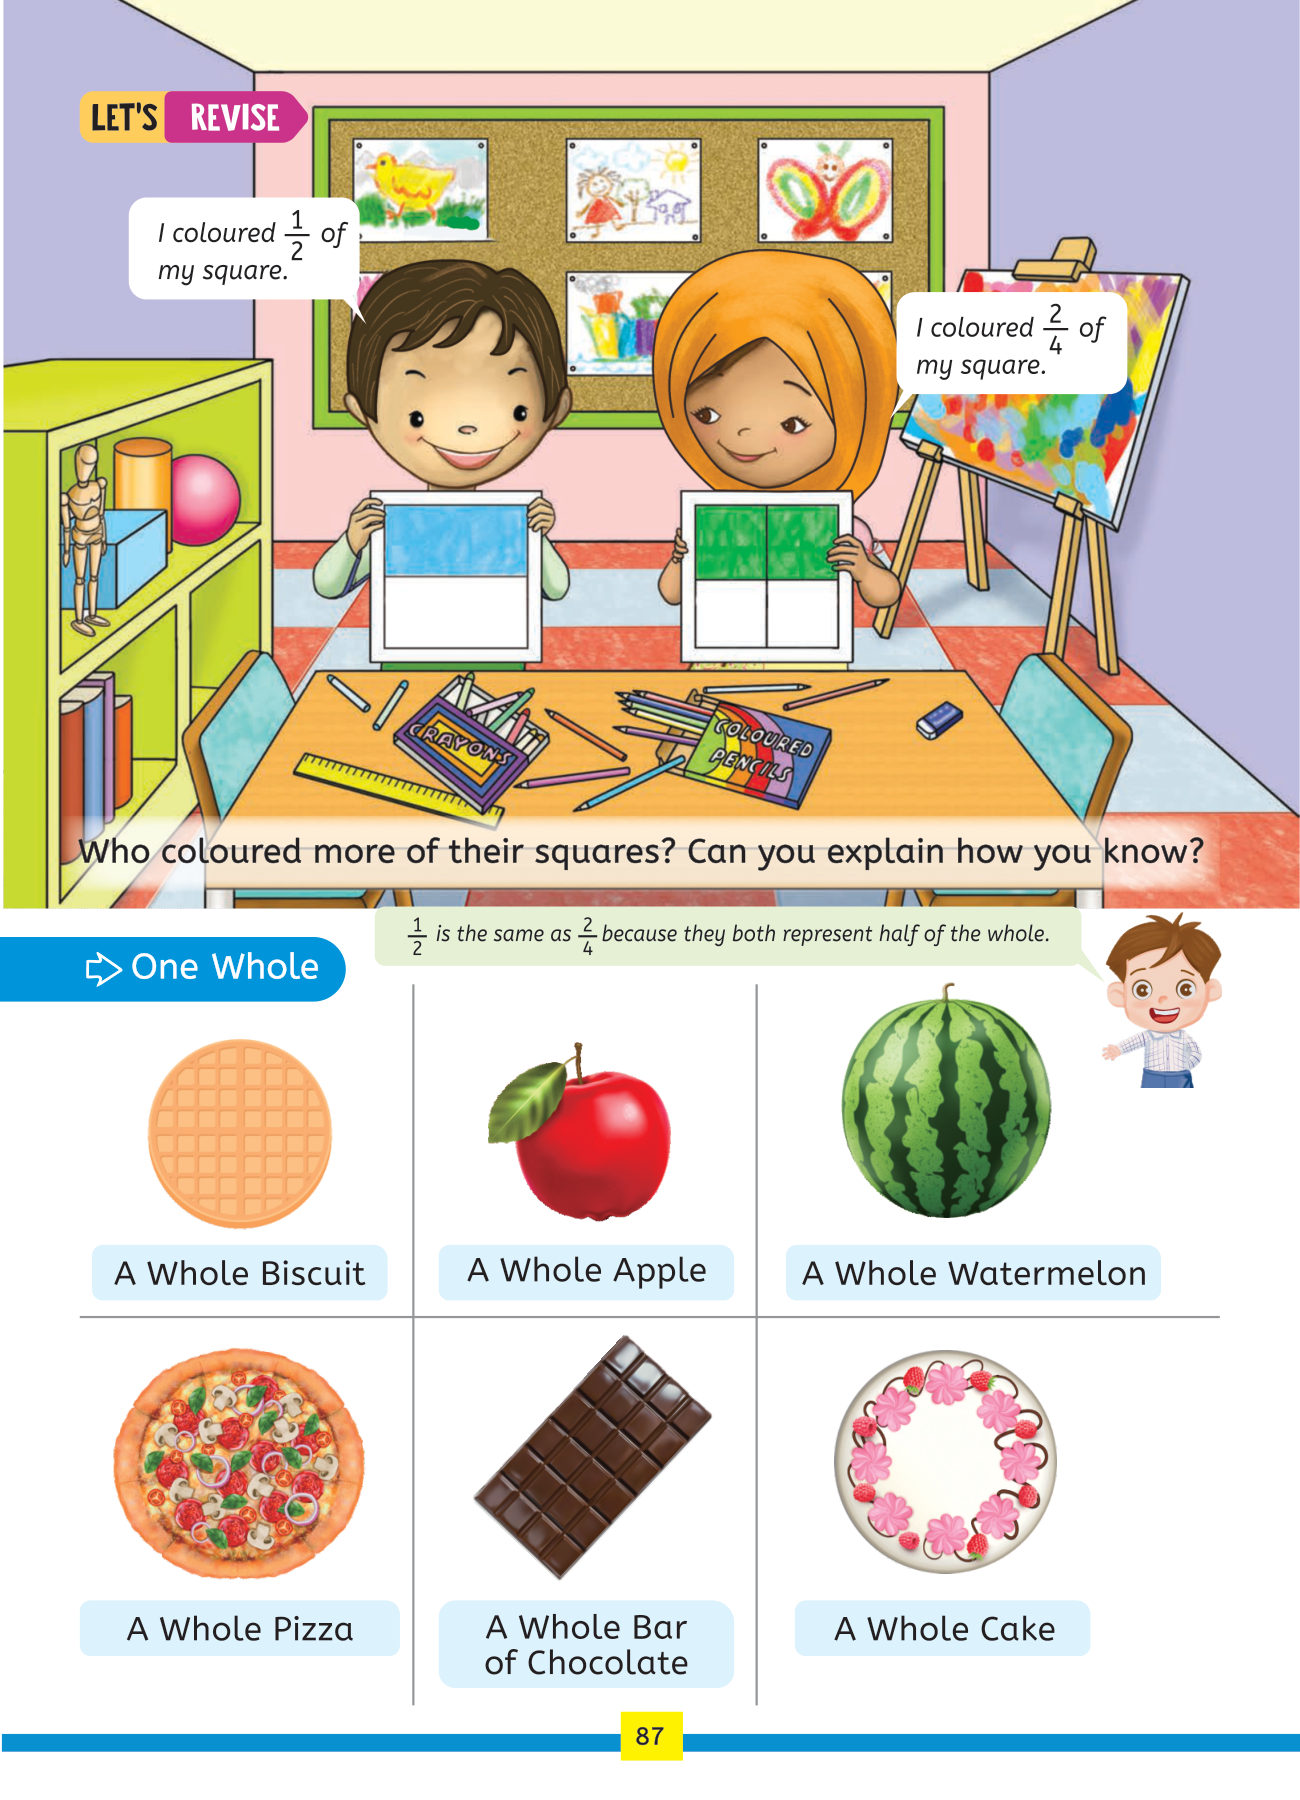 LET'S REVISE
I coloured 1/2 of
my square.
I coloured 2/4 of
my square.
CRAYONS
COLOURED
PENCILS
Who coloured more of their squares? Can you explain how you know?
1/2 is the same as 2/4 because they both represent half of the whole.
One Whole
A Whole Biscuit
A Whole Apple
A Whole Watermelon
A Whole Pizza
A Whole Bar
of Chocolate
A Whole Cake
87